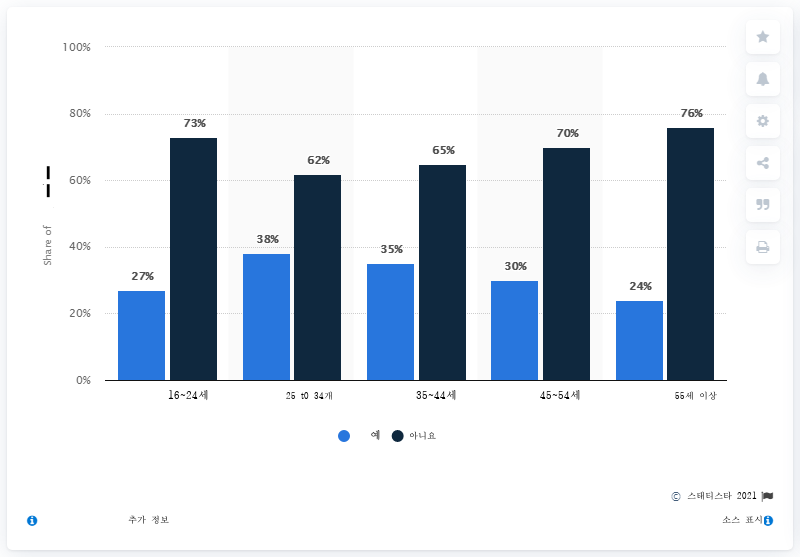 100%
80%
60%
40%
20%
0%
Share of
27%
73%
38%
62%
35%
65%
30%
70%
24%
76%
16~24세
25 t0 34개
35~44세
45~54세
55세 이상
예
아니요
© 스태티스타 2021
추가 정보
소스 표시